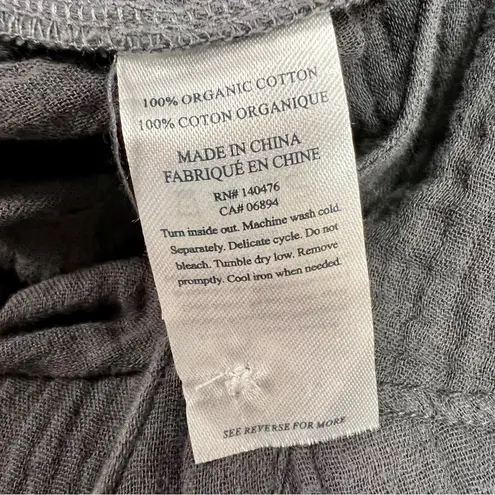 100% ORGANIC COTTON
100% COTON ORGANIQUE
MADE IN CHINA
FABRIQUÉ EN CHINE
RN# 140476
CA# 06894
Turn inside out. Machine wash cold.
Separately. Delicate cycle. Do not
bleach. Tumble dry low. Remove
promptly. Cool iron when needed.
SEE REVERSE FOR MORE